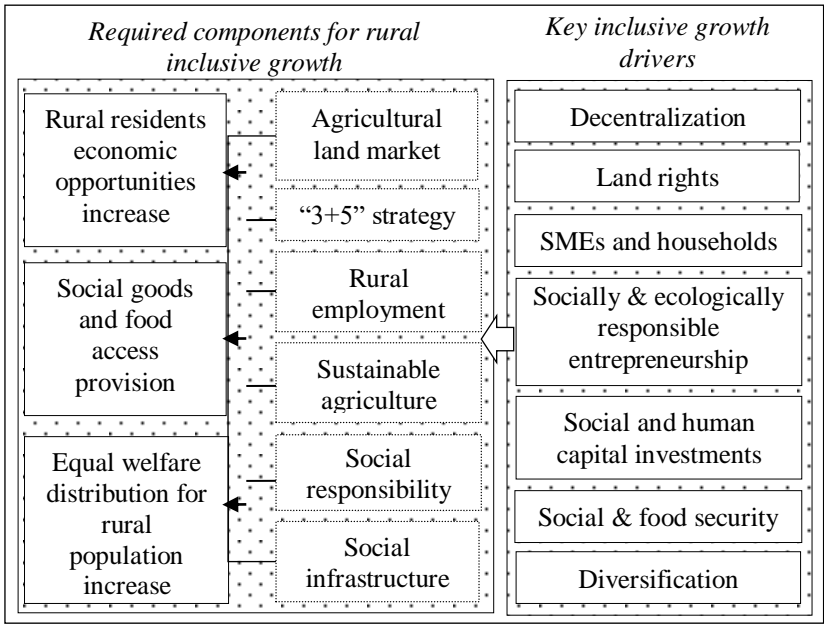 Required components for rural
inclusive growth
Rural residents
economic
opportunities
increase
Social goods
and food
access
provision
Equal welfare
distribution for
rural
population
increase
Agricultural
land market
“3+5” strategy
Rural
employment
Sustainable
agriculture
Social
responsibility
Social
infrastructure
Key inclusive growth
drivers
Decentralization
Land rights
SMEs and households
Socially & ecologically
responsible
entrepreneurship
Social and human
capital investments
Social & food security
Diversification